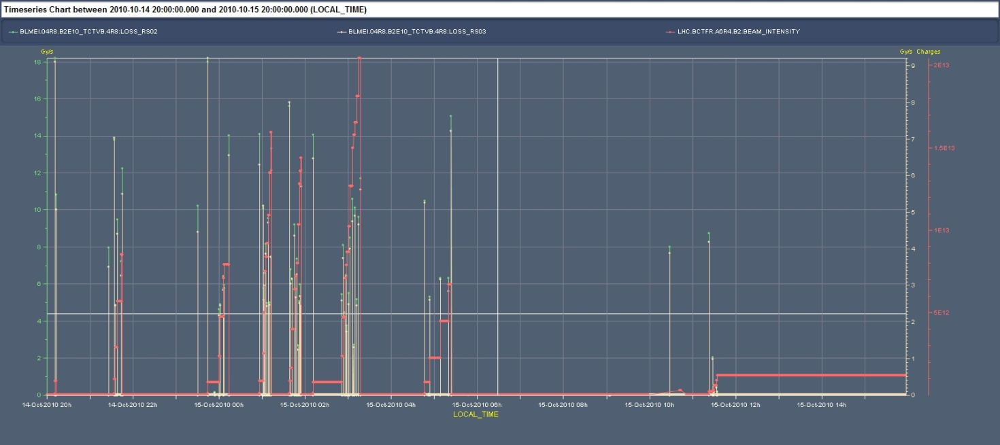 Timeseries Chart between 2010-10-14 20:00:00.000 and 2010-10-15 20:00:00.000 (LOCAL_TIME)
BLMEI.04R8.B2E10_TCTVB.4R8:LOSS_RS02 BLMEI.04R8.B2E10_TCTVB.4R8:LOSS_RS03 LHC.BCTFR.A6R4.B2:BEAM_INTENSITY
Gy/s Gy/s Charges
18 9 2E13
16 8
14 7 1.5E13
12 6
10 5 1E13
8 4
6 3
4 2 5E12
2 1
0 0
14-Oct-2010 20h 14-Oct-2010 22h 15-Oct-2010 00h 15-Oct-2010 02h 15-Oct-2010 04h 15-Oct-2010 06h 15-Oct-2010 08h 15-Oct-2010 10h 15-Oct-2010 12h 15-Oct-2010 14h
LOCAL_TIME